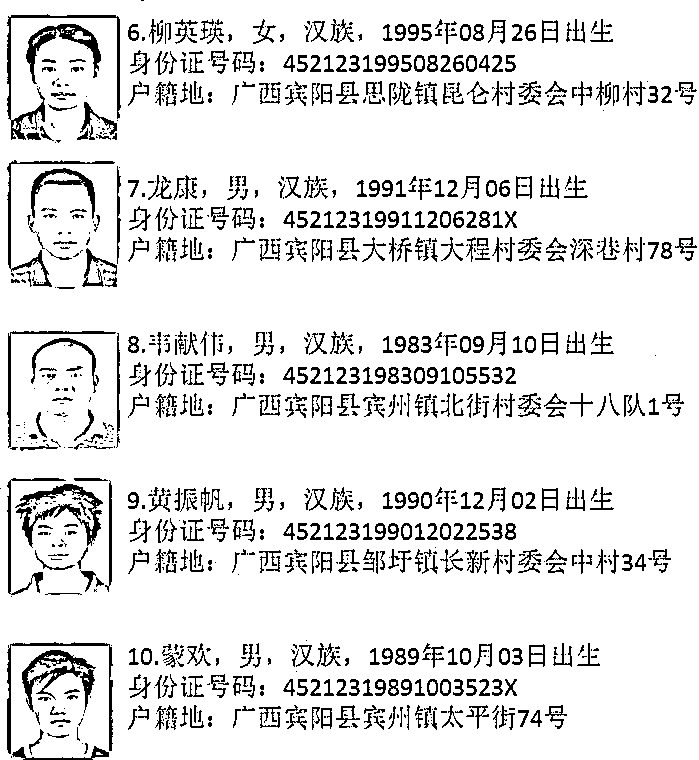 6.柳英瑛，女，汉族，1995年08月26日出生
身份证号码：452123199508260425
户籍地：广西宾阳县思陇镇昆仑村委会中柳村32号
7.龙康，男，汉族，1991年12月06日出生
身份证号码：45212319911206281X
户籍地：广西宾阳县大桥镇大程村委会深巷村78号
8.韦献伟，男，汉族，1983年09月10日出生
身份证号码：452123198309105532
户籍地：广西宾阳县宾州镇北街村委会十八队1号
9.黄振帆，男，汉族，1990年12月02日出生
身份证号码：452123199012022538
户籍地：广西宾阳县邹圩镇长新村委会中村34号
10.蒙欢，男，汉族，1989年10月03日出生
身份证号码：45212319891003523X
户籍地：广西宾阳县宾州镇太平街74号